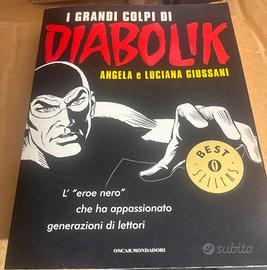 I GRANDI COLPI DI
DIABOLIK
ANGELA e LUCIANA GIUSSANI
BEST
SELLERS
L' "eroe nero"
che ha appassionato
generazioni di lettori
OSCAR MONDADORI
subito